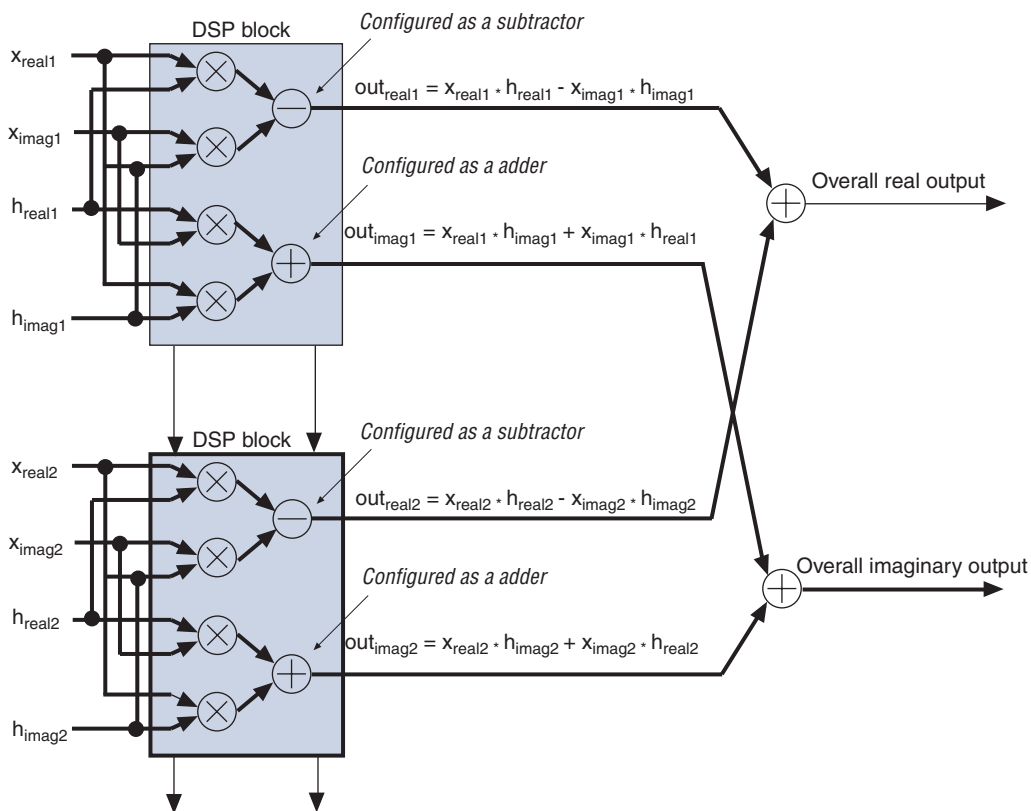 DSP block
Configured as a subtractor
x_real1
out_real1 = x_real1 * h_real1 - x_imag1 * h_imag1
x_imag1
Configured as a adder
Overall real output
h_real1
out_imag1 = x_real1 * h_imag1 + x_imag1 * h_real1
h_imag1
DSP block
Configured as a subtractor
x_real2
out_real2 = x_real2 * h_real2 - x_imag2 * h_imag2
x_imag2
Configured as a adder
Overall imaginary output
h_real2
out_imag2 = x_real2 * h_imag2 + x_imag2 * h_real2
h_imag2